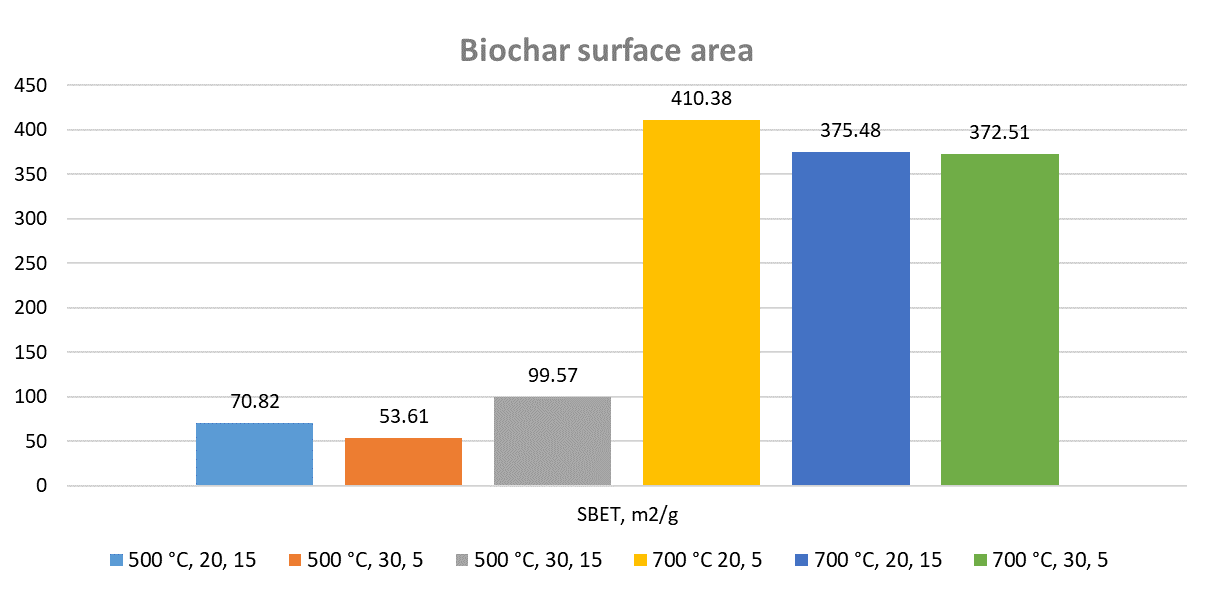 Biochar surface area
450
400
350
300
250
200
150
100
50
0
70.82
53.61
99.57
410.38
375.48
372.51
SBET, m2/g
500 °C, 20, 15
500 °C, 30, 5
500 °C, 30, 15
700 °C 20, 5
700 °C, 20, 15
700 °C, 30, 5